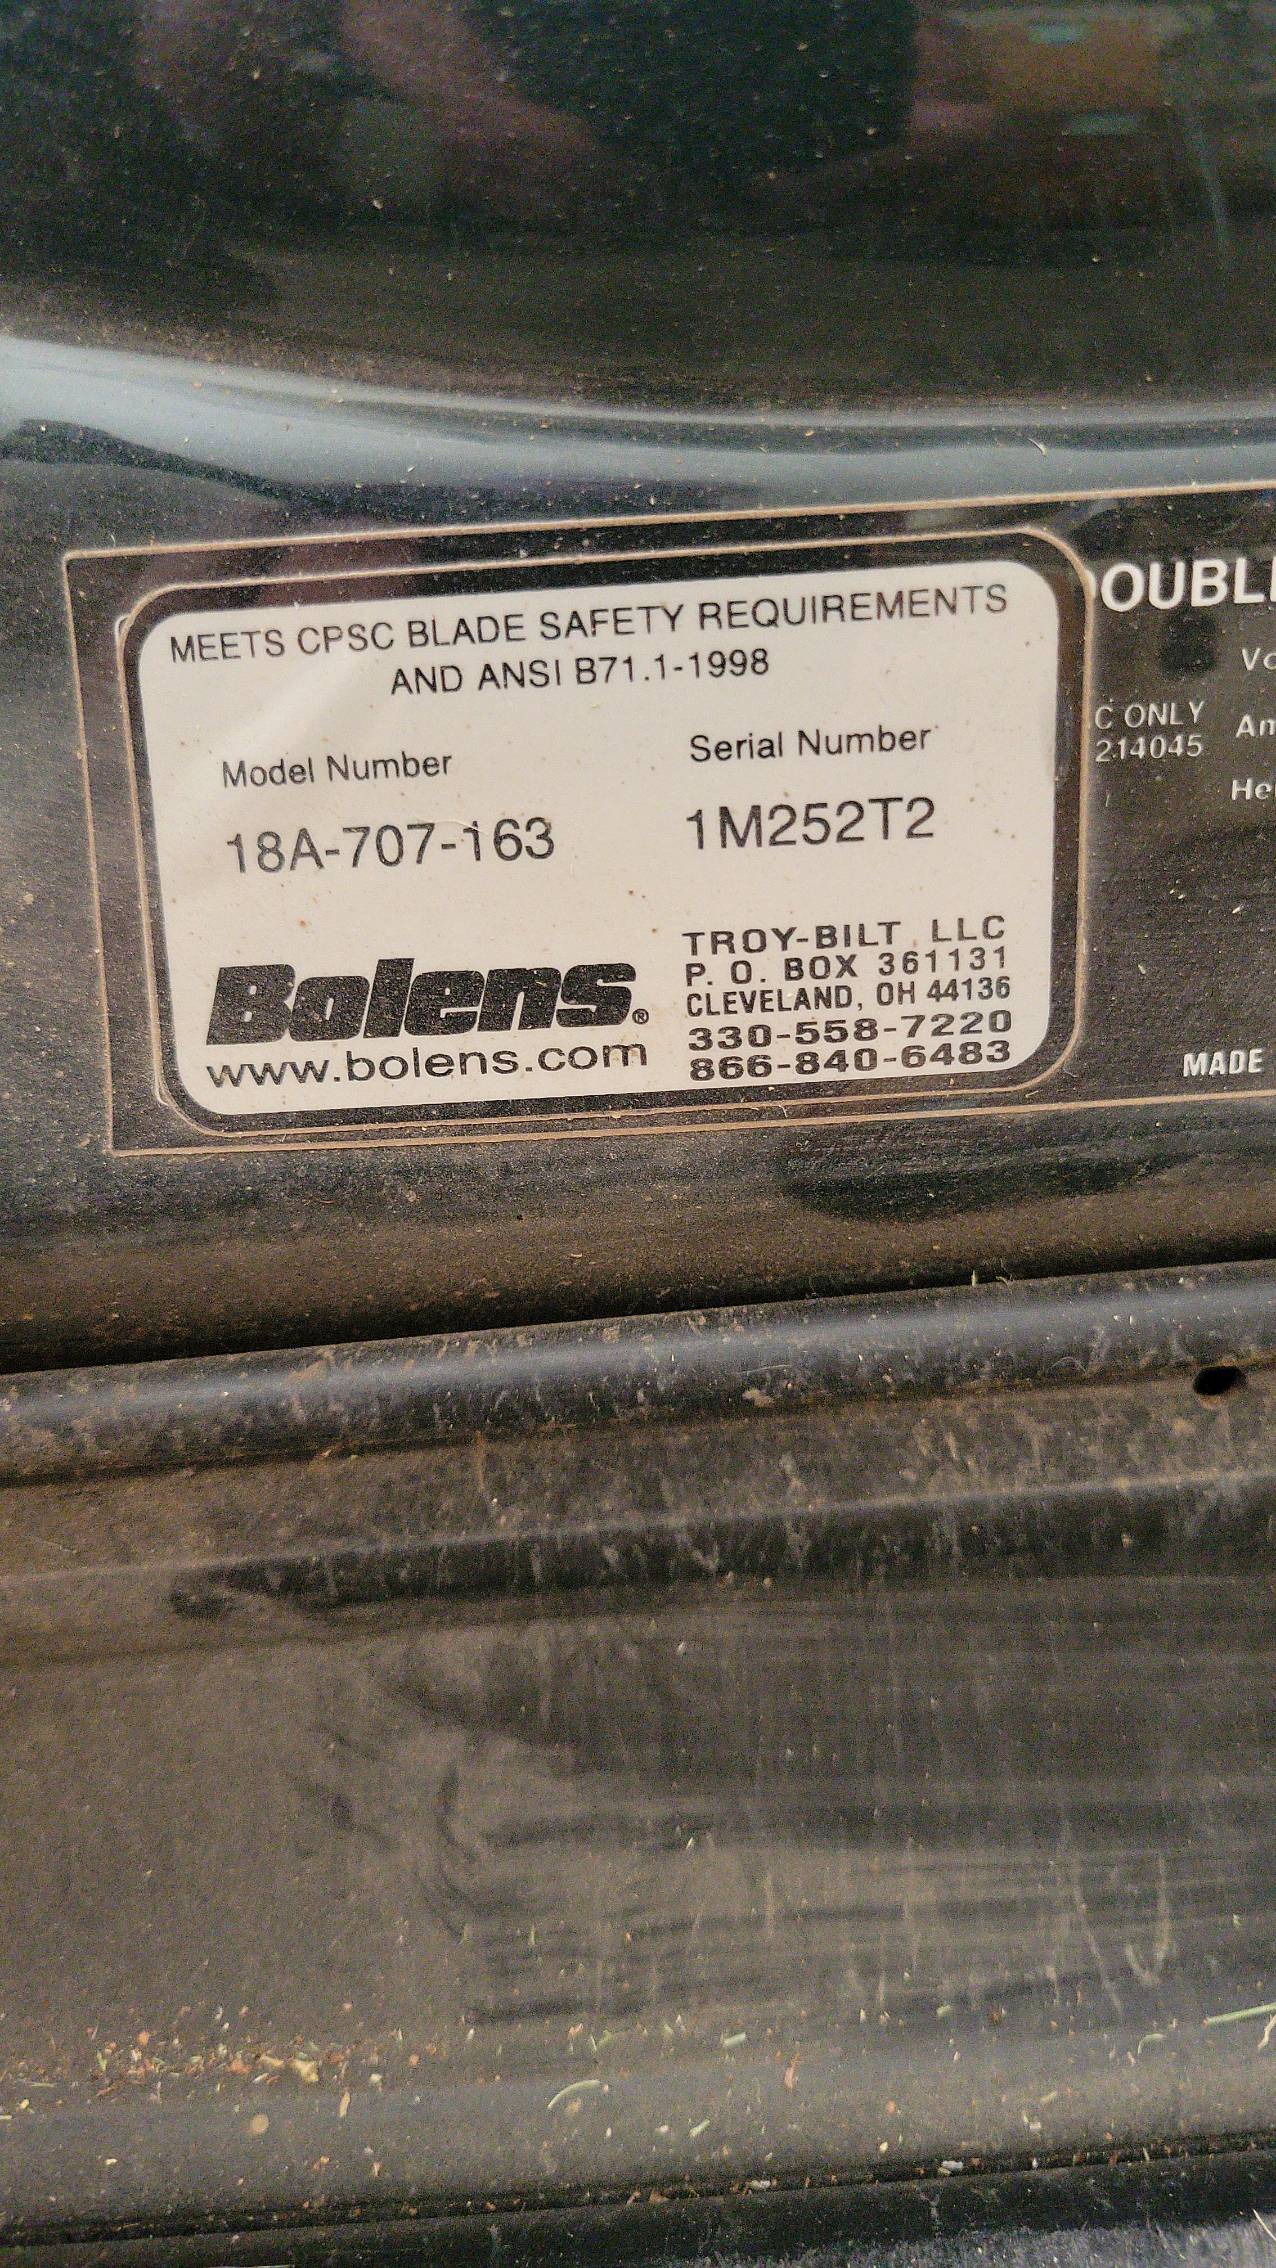 MEETS CPSC BLADE SAFETY REQUIREMENTS
AND ANSI B71.1-1998
Model Number
Serial Number
18A-707-163
1M252T2
Bolens®
www.bolens.com
TROY-BILT LLC
P. O. BOX 361131
CLEVELAND, OH 44136
330-558-7220
866-840-6483
OUBL
C ONLY
214045
MADE